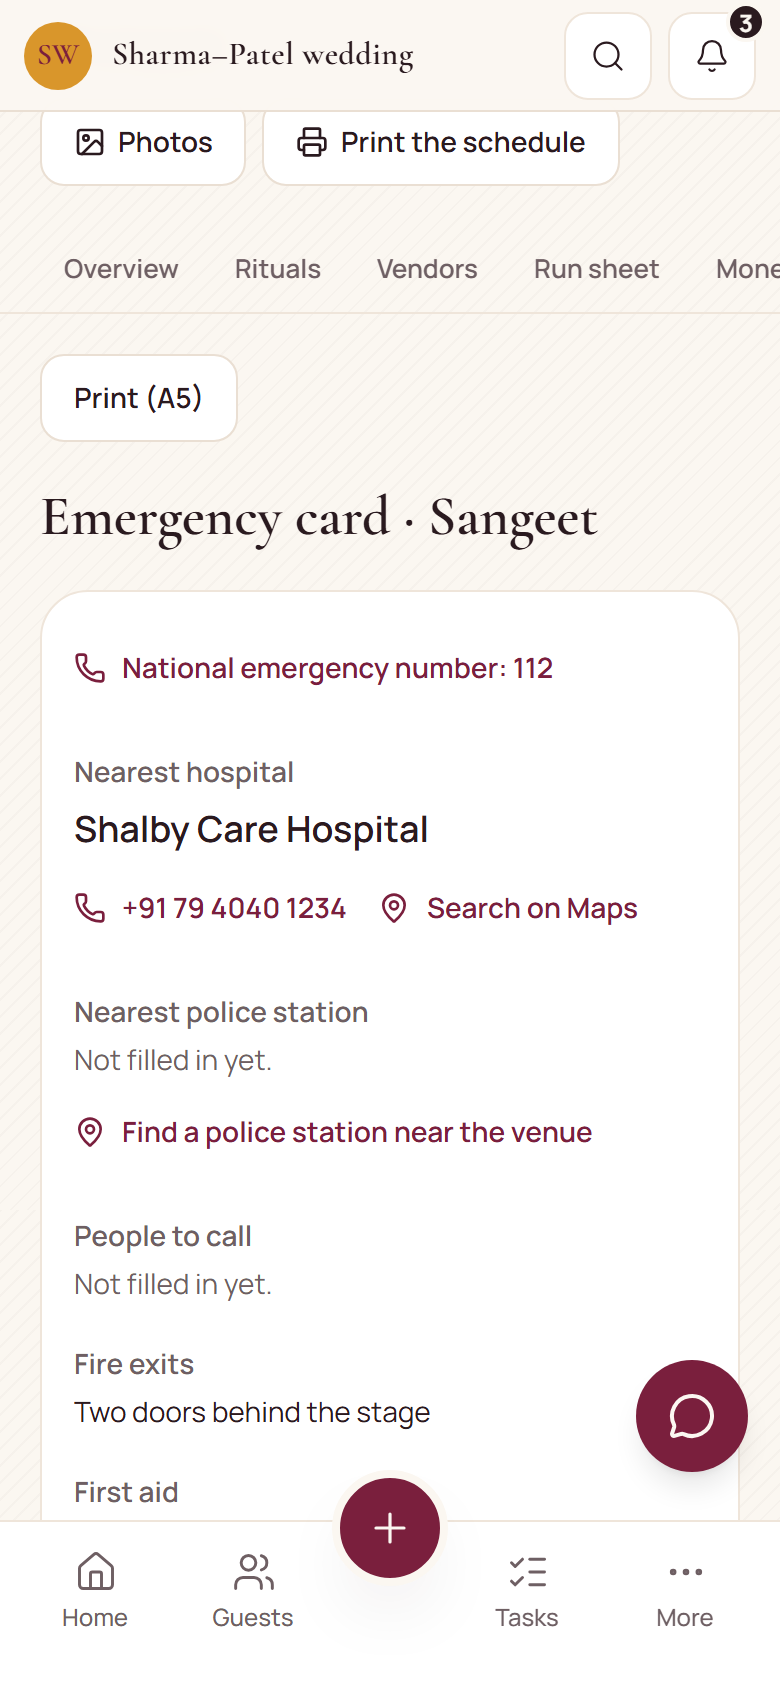 SW
Sharma–Patel wedding
3
Photos
Print the schedule
Overview
Rituals
Vendors
Run sheet
Mone
Print (A5)
Emergency card · Sangeet
National emergency number: 112
Nearest hospital
Shalby Care Hospital
+91 79 4040 1234
Search on Maps
Nearest police station
Not filled in yet.
Find a police station near the venue
People to call
Not filled in yet.
Fire exits
Two doors behind the stage
First aid
Home
Guests
Tasks
More